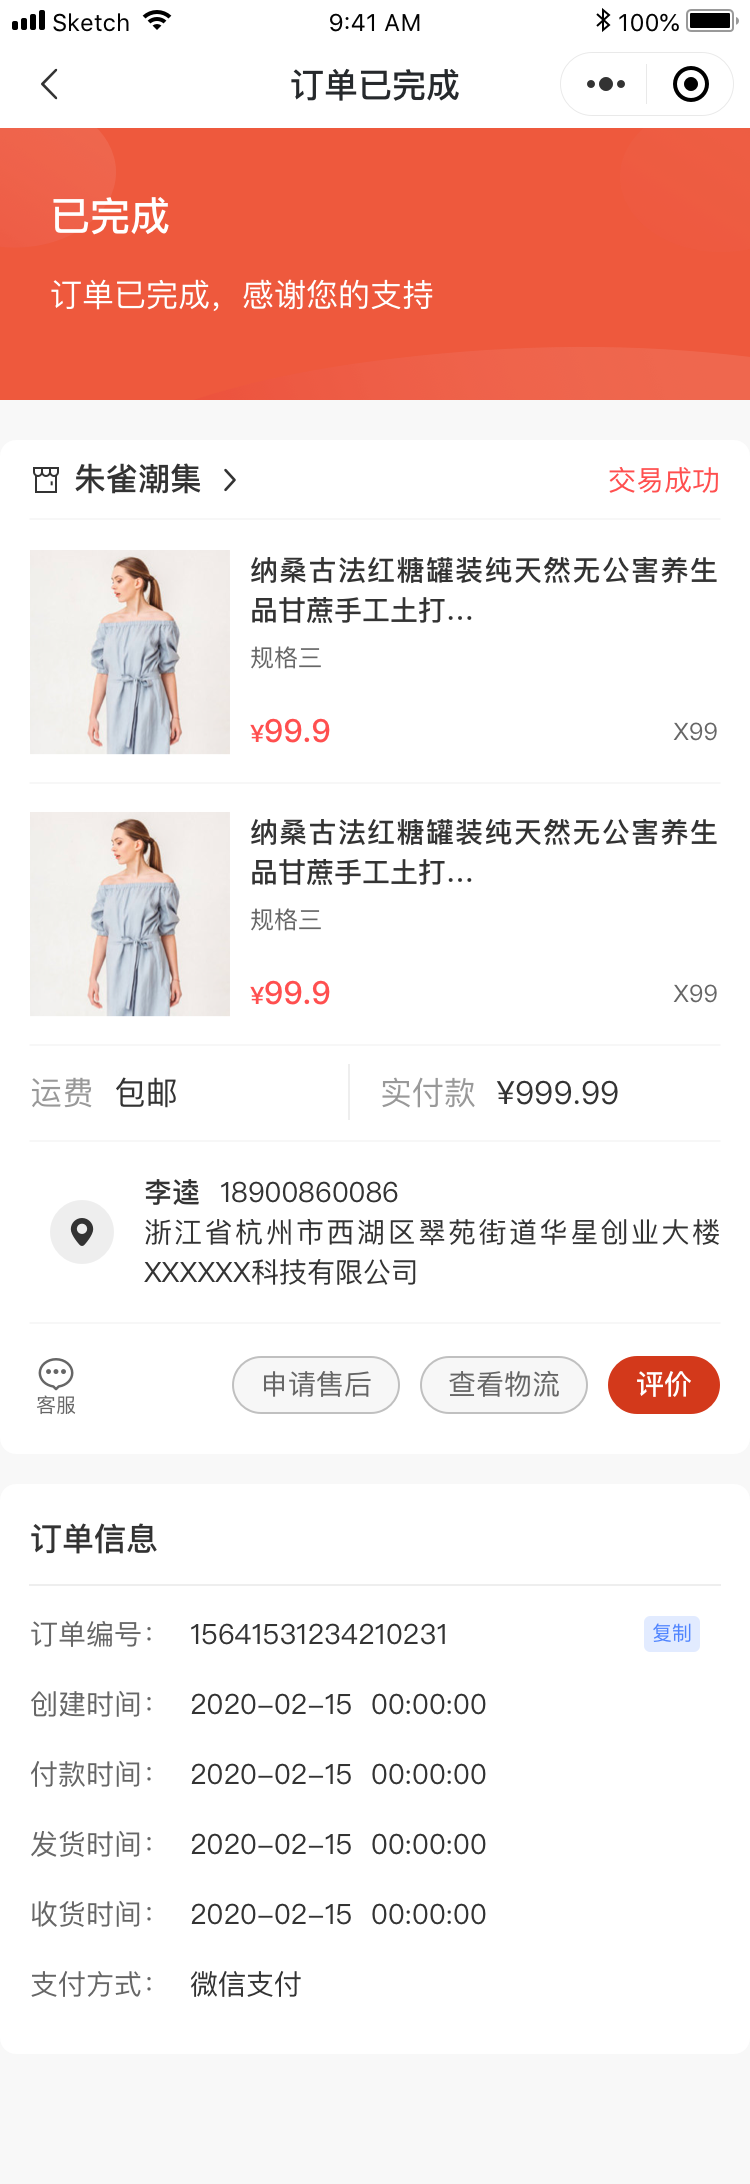 Sketch 9:41 AM 100%
订单已完成
已完成
订单已完成，感谢您的支持
朱雀潮集 交易成功
纳桑古法红糖罐装纯天然无公害养生
品甘蔗手工土打...
规格三
¥99.9 X99
纳桑古法红糖罐装纯天然无公害养生
品甘蔗手工土打...
规格三
¥99.9 X99
运费 包邮 实付款 ¥999.99
李逵 18900860086
浙江省杭州市西湖区翠苑街道华星创业大楼
XXXXXX科技有限公司
客服 申请售后 查看物流 评价
订单信息
订单编号： 15641531234210231 复制
创建时间： 2020-02-15 00:00:00
付款时间： 2020-02-15 00:00:00
发货时间： 2020-02-15 00:00:00
收货时间： 2020-02-15 00:00:00
支付方式： 微信支付